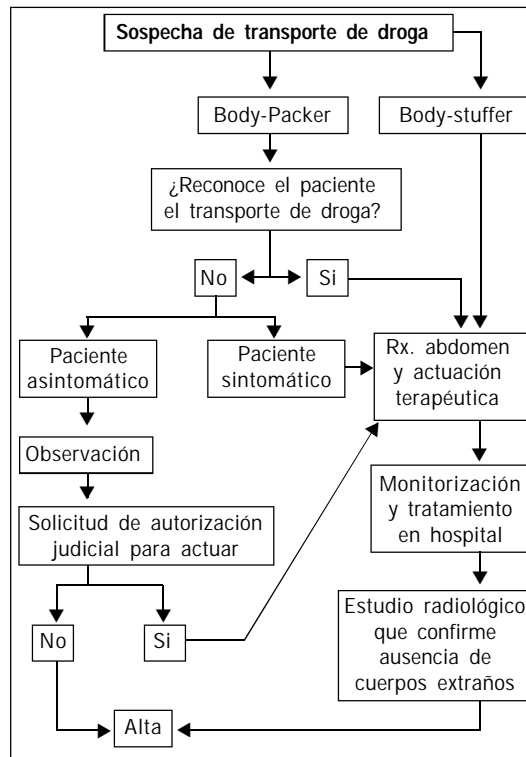 Sospecha de transporte de droga
Body-Packer
Body-stuffer
¿Reconoce el paciente
el transporte de droga?
No
Si
Paciente
asintomático
Paciente
sintomático
Rx. abdomen
y actuación
terapéutica
Observación
Monitorización
y tratamiento
en hospital
Solicitud de autorización
judicial para actuar
Estudio radiológico
que confirme
ausencia de
cuerpos extraños
No
Si
Alta